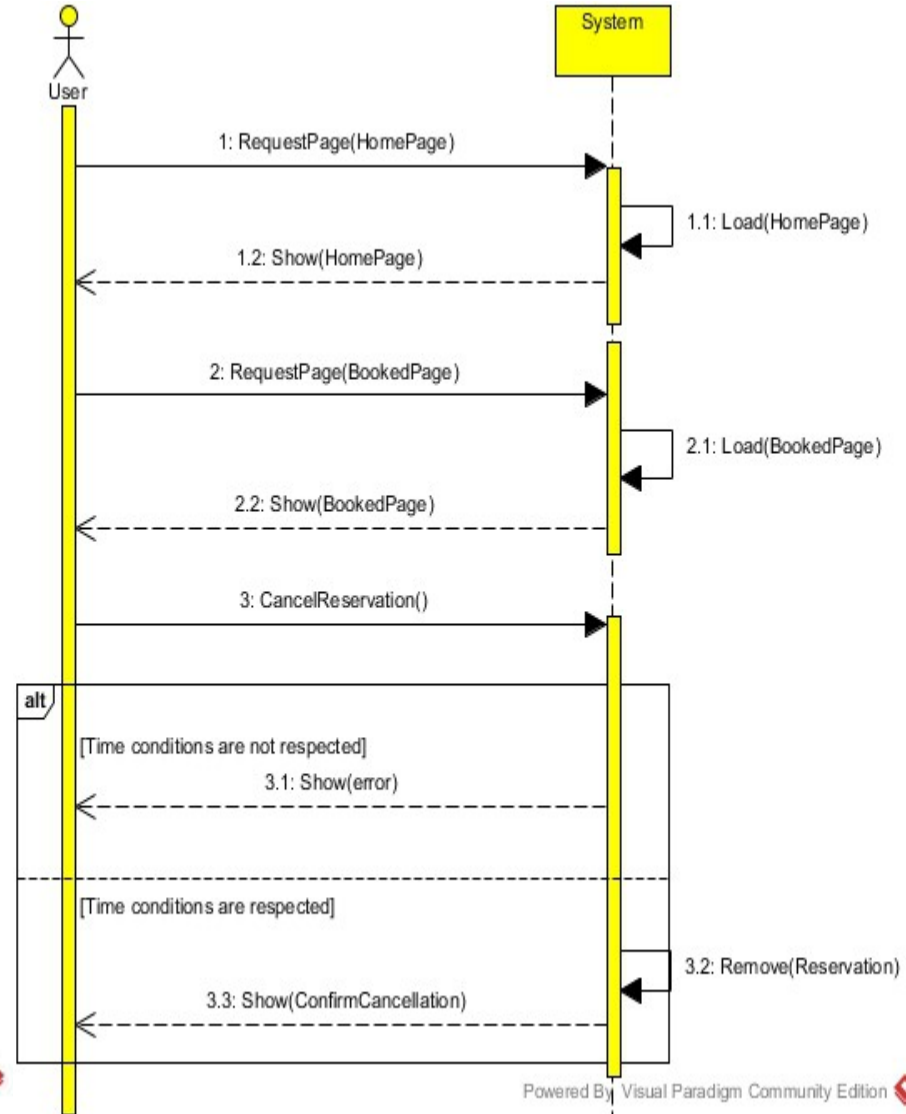 System
User
1: RequestPage(HomePage)
1.1: Load(HomePage)
1.2: Show(HomePage)
2: RequestPage(BookedPage)
2.1: Load(BookedPage)
2.2: Show(BookedPage)
3: CancelReservation()
alt
[Time conditions are not respected]
3.1: Show(error)
[Time conditions are respected]
3.2: Remove(Reservation)
3.3: Show(ConfirmCancellation)
Powered By Visual Paradigm Community Edition